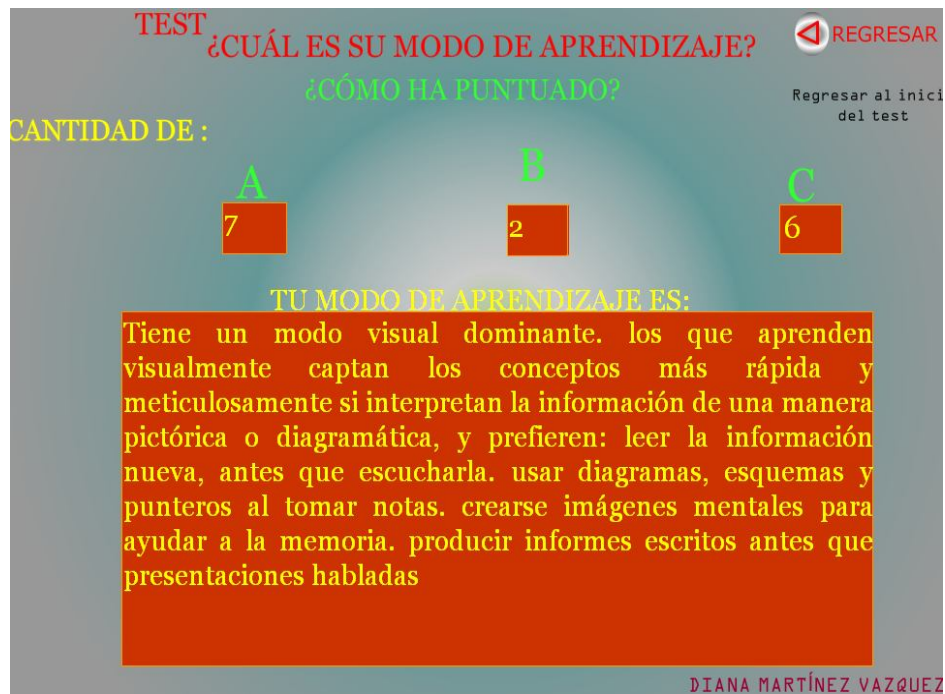 TEST
¿CUÁL ES SU MODO DE APRENDIZAJE?
REGRESAR
¿CÓMO HA PUNTUADO?
Regresar al inici
del test
CANTIDAD DE :
A
B
C
7
2
6
TU MODO DE APRENDIZAJE ES:
Tiene un modo visual dominante. los que aprenden
visualmente captan los conceptos más rápida y
meticulosamente si interpretan la información de una manera
pictórica o diagramática, y prefieren: leer la información
nueva, antes que escucharla. usar diagramas, esquemas y
punteros al tomar notas. crearse imágenes mentales para
ayudar a la memoria. producir informes escritos antes que
presentaciones habladas
DIANA MARTÍNEZ VAZQUEZ